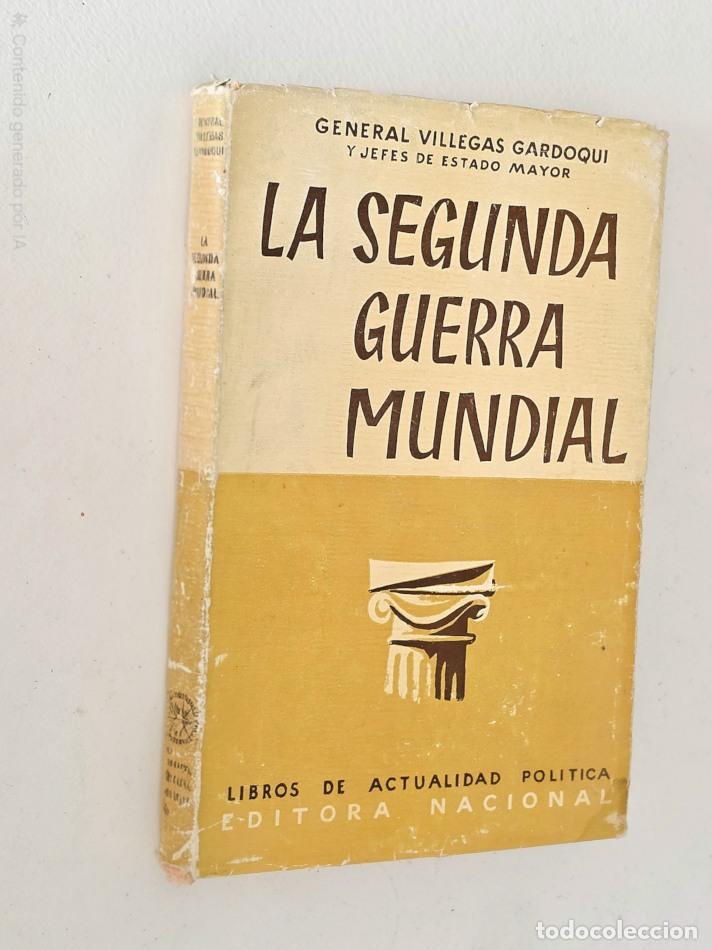 GENERAL VILLEGAS GARDOQUI
Y JEFES DE ESTADO MAYOR
LA SEGUNDA
GUERRA
MUNDIAL
LIBROS DE ACTUALIDAD POLITICA
EDITORA NACIONAL
LA
SEGUNDA
GUERRA
MUNDIAL
Contenido generado por IA
todocoleccion